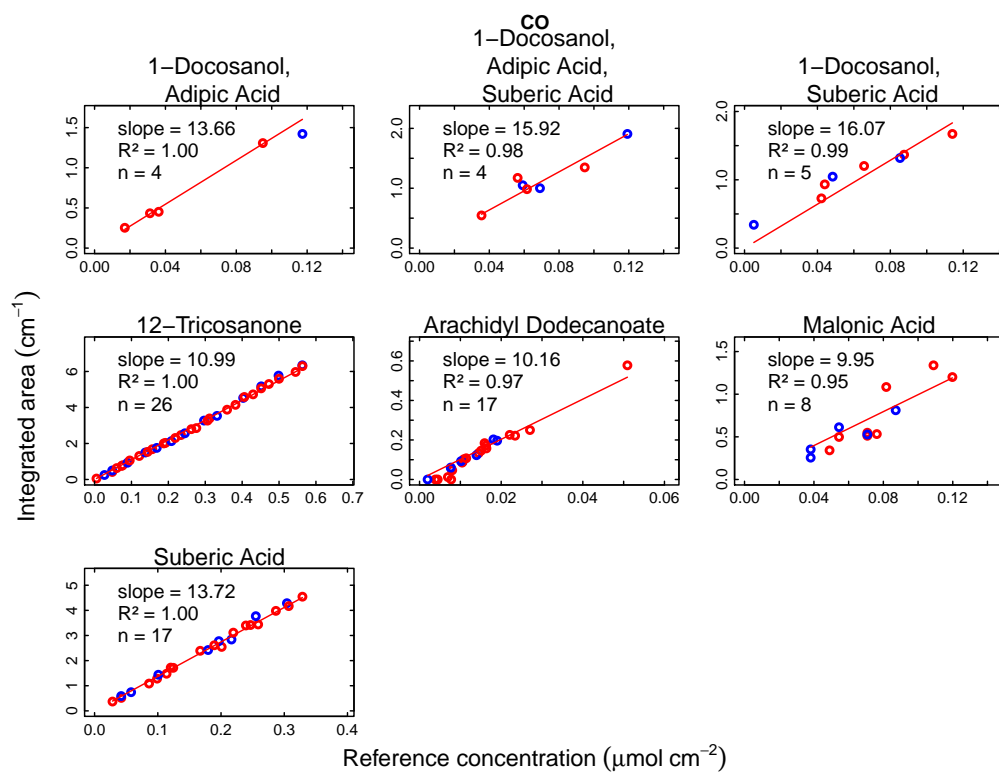 CO
1−Docosanol,
Adipic Acid
slope = 13.66
R² = 1.00
n = 4
0.0 0.5 1.0 1.5
0.00 0.04 0.08 0.12
1−Docosanol,
Adipic Acid,
Suberic Acid
slope = 15.92
R² = 0.98
n = 4
0.0 1.0 2.0
0.00 0.04 0.08 0.12
1−Docosanol,
Suberic Acid
slope = 16.07
R² = 0.99
n = 5
0.0 1.0 2.0
0.00 0.04 0.08 0.12
12−Tricosanone
slope = 10.99
R² = 1.00
n = 26
0 2 4 6
0.0 0.1 0.2 0.3 0.4 0.5 0.6 0.7
Arachidyl Dodecanoate
slope = 10.16
R² = 0.97
n = 17
0.0 0.2 0.4 0.6
0.00 0.02 0.04 0.06
Malonic Acid
slope = 9.95
R² = 0.95
n = 8
0.0 0.5 1.0 1.5
0.00 0.04 0.08 0.12
Suberic Acid
slope = 13.72
R² = 1.00
n = 17
0 1 2 3 4 5
0.0 0.1 0.2 0.3 0.4
Integrated area (cm⁻¹)
Reference concentration (μmol cm⁻²)